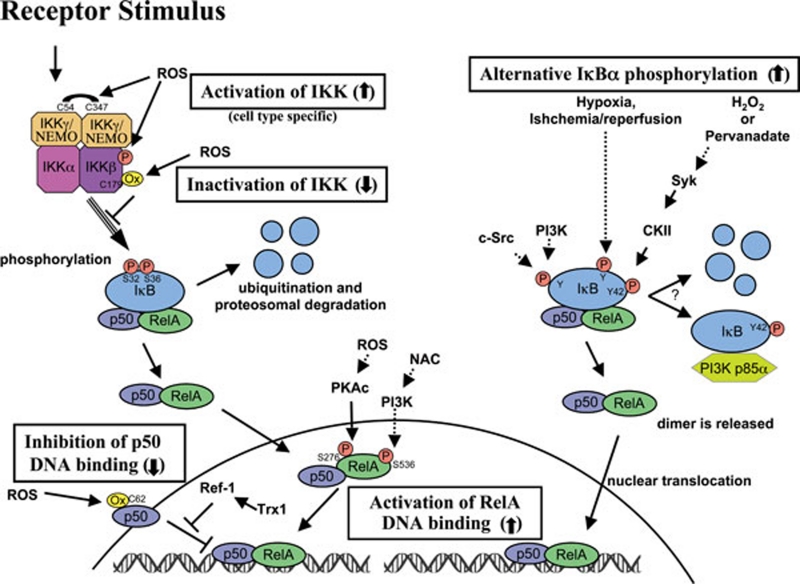 Receptor Stimulus
ROS
C54 C347
IKKγ/
NEMO
IKKγ/
NEMO
IKKα
IKKβ
P
C179
Ox
Activation of IKK (⬆)
(cell type specific)
ROS
Inactivation of IKK (⬇)
phosphorylation
P P
S32 S36
IκB
p50
RelA
ubiquitination and
proteosomal degradation
p50
RelA
Alternative IκBα phosphorylation (⬆)
Hypoxia,
Ishchemia/reperfusion
H₂O₂
or
Pervanadate
Syk
CKII
c-Src
PI3K
P
Y
P
Y
P
Y42
IκB
p50
RelA
?
IκB
Y42
P
PI3K p85α
p50
RelA
dimer is released
nuclear translocation
ROS
PKAc
NAC
PI3K
P
S276
P
S536
p50
RelA
Inhibition of p50
DNA binding (⬇)
ROS
Ox
C62
p50
Ref-1
Trx1
Activation of RelA
DNA binding (⬆)
p50
RelA
p50
RelA